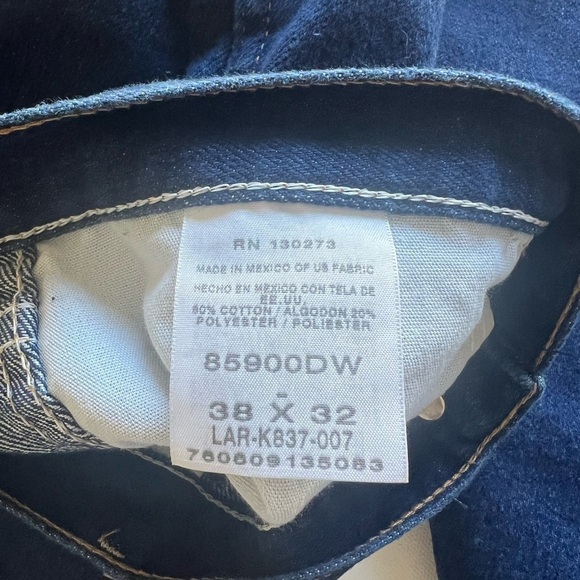 RN 130273
MADE IN MEXICO OF US FABRIC
HECHO EN MEXICO CON TELA DE
EE.UU.
80% COTTON / ALGODON 20%
POLYESTER / POLIESTER
85900DW
-
38 X 32
LAR-K837-007
760609135083